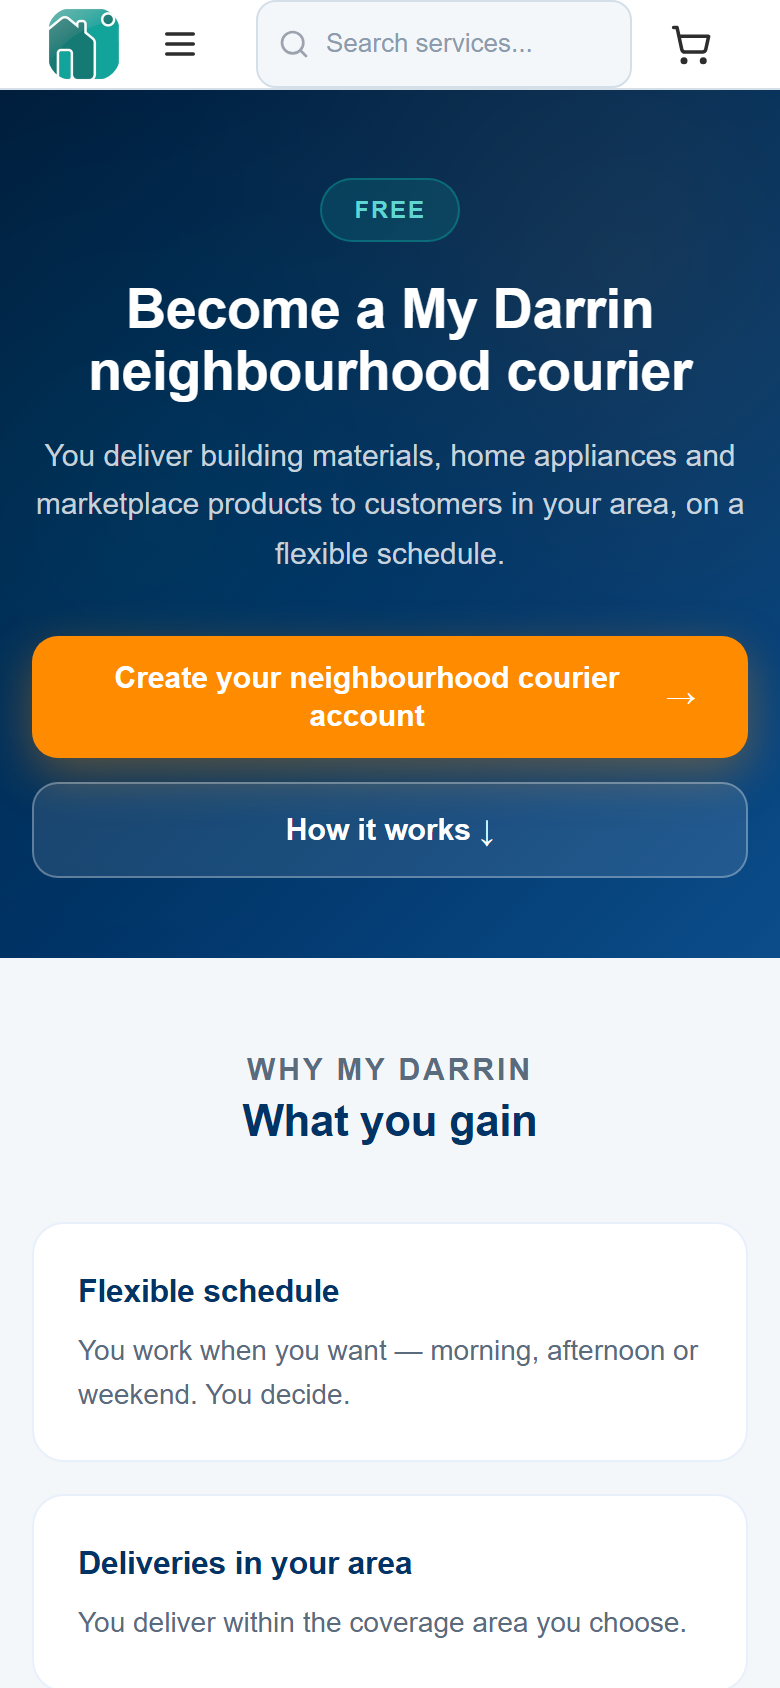 Search services...
FREE
Become a My Darrin
neighbourhood courier
You deliver building materials, home appliances and
marketplace products to customers in your area, on a
flexible schedule.
Create your neighbourhood courier
account →
How it works ↓
WHY MY DARRIN
What you gain
Flexible schedule
You work when you want — morning, afternoon or
weekend. You decide.
Deliveries in your area
You deliver within the coverage area you choose.